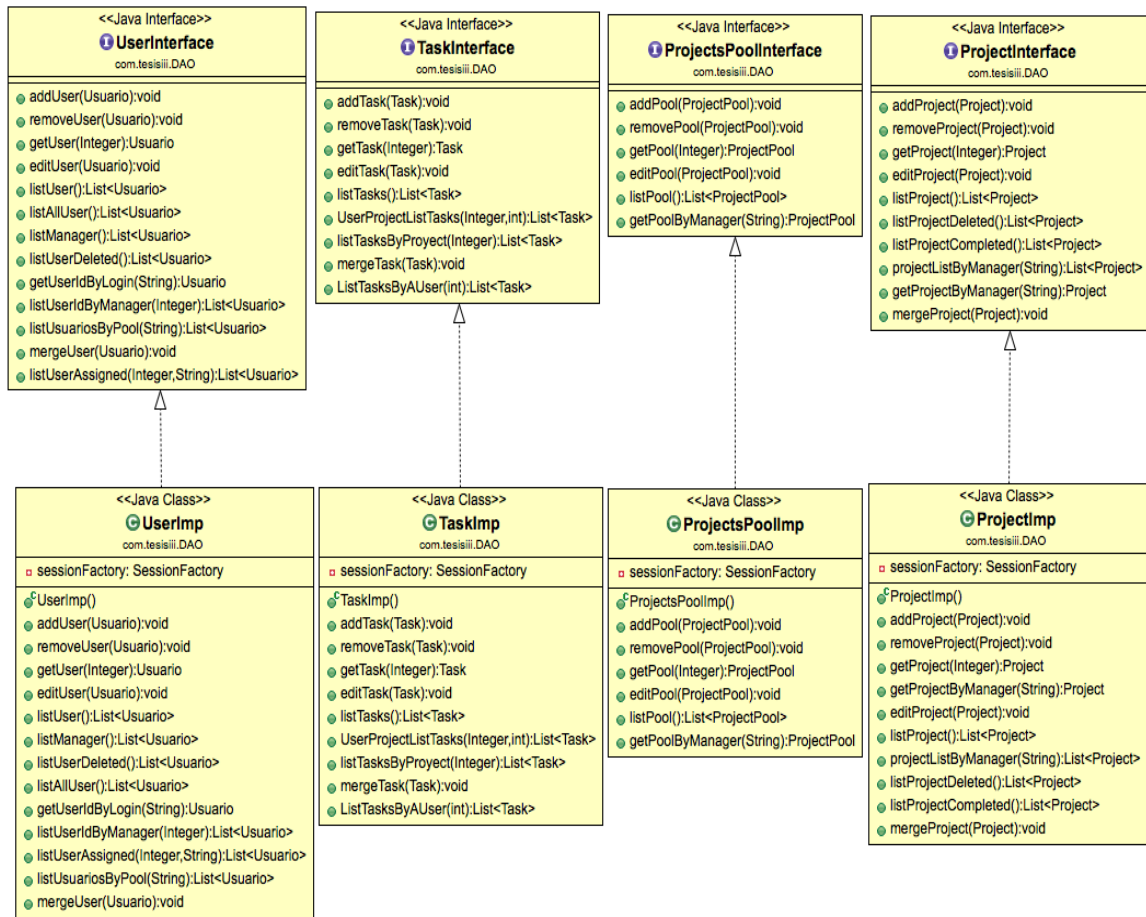 <<Java Interface>>
UserInterface
com.tesisiii.DAO
addUser(Usuario):void
removeUser(Usuario):void
getUser(Integer):Usuario
editUser(Usuario):void
listUser():List<Usuario>
listAllUser():List<Usuario>
listManager():List<Usuario>
listUserDeleted():List<Usuario>
getUserIdByLogin(String):Usuario
listUserIdByManager(Integer):List<Usuario>
listUsuariosByPool(String):List<Usuario>
mergeUser(Usuario):void
listUserAssigned(Integer,String):List<Usuario>
<<Java Interface>>
TaskInterface
com.tesisiii.DAO
addTask(Task):void
removeTask(Task):void
getTask(Integer):Task
editTask(Task):void
listTasks():List<Task>
UserProjectListTasks(Integer,int):List<Task>
listTasksByProyect(Integer):List<Task>
mergeTask(Task):void
ListTasksByAUser(int):List<Task>
<<Java Interface>>
ProjectsPoolInterface
com.tesisiii.DAO
addPool(ProjectPool):void
removePool(ProjectPool):void
getPool(Integer):ProjectPool
editPool(ProjectPool):void
listPool():List<ProjectPool>
getPoolByManager(String):ProjectPool
<<Java Interface>>
ProjectInterface
com.tesisiii.DAO
addProject(Project):void
removeProject(Project):void
getProject(Integer):Project
editProject(Project):void
listProject():List<Project>
listProjectDeleted():List<Project>
listProjectCompleted():List<Project>
projectListByManager(String):List<Project>
getProjectByManager(String):Project
mergeProject(Project):void
<<Java Class>>
UserImp
com.tesisiii.DAO
sessionFactory: SessionFactory
UserImp()
addUser(Usuario):void
removeUser(Usuario):void
getUser(Integer):Usuario
editUser(Usuario):void
listUser():List<Usuario>
listManager():List<Usuario>
listUserDeleted():List<Usuario>
listAllUser():List<Usuario>
getUserIdByLogin(String):Usuario
listUserIdByManager(Integer):List<Usuario>
listUserAssigned(Integer,String):List<Usuario>
listUsuariosByPool(String):List<Usuario>
mergeUser(Usuario):void
<<Java Class>>
TaskImp
com.tesisiii.DAO
sessionFactory: SessionFactory
TaskImp()
addTask(Task):void
removeTask(Task):void
getTask(Integer):Task
editTask(Task):void
listTasks():List<Task>
UserProjectListTasks(Integer,int):List<Task>
listTasksByProyect(Integer):List<Task>
mergeTask(Task):void
ListTasksByAUser(int):List<Task>
<<Java Class>>
ProjectsPoolImp
com.tesisiii.DAO
sessionFactory: SessionFactory
ProjectsPoolImp()
addPool(ProjectPool):void
removePool(ProjectPool):void
getPool(Integer):ProjectPool
editPool(ProjectPool):void
listPool():List<ProjectPool>
getPoolByManager(String):ProjectPool
<<Java Class>>
ProjectImp
com.tesisiii.DAO
sessionFactory: SessionFactory
ProjectImp()
addProject(Project):void
removeProject(Project):void
getProject(Integer):Project
getProjectByManager(String):Project
editProject(Project):void
listProject():List<Project>
projectListByManager(String):List<Project>
listProjectDeleted():List<Project>
listProjectCompleted():List<Project>
mergeProject(Project):void